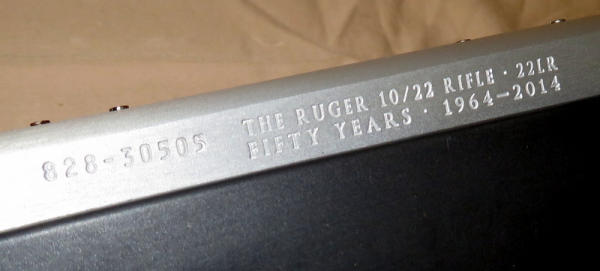 828-30505
THE RUGER 10/22 RIFLE · 22LR
FIFTY YEARS · 1964-2014